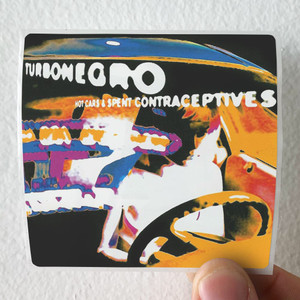 TURBONEGRO
HOT CARS & SPENT CONTRACEPTIVES